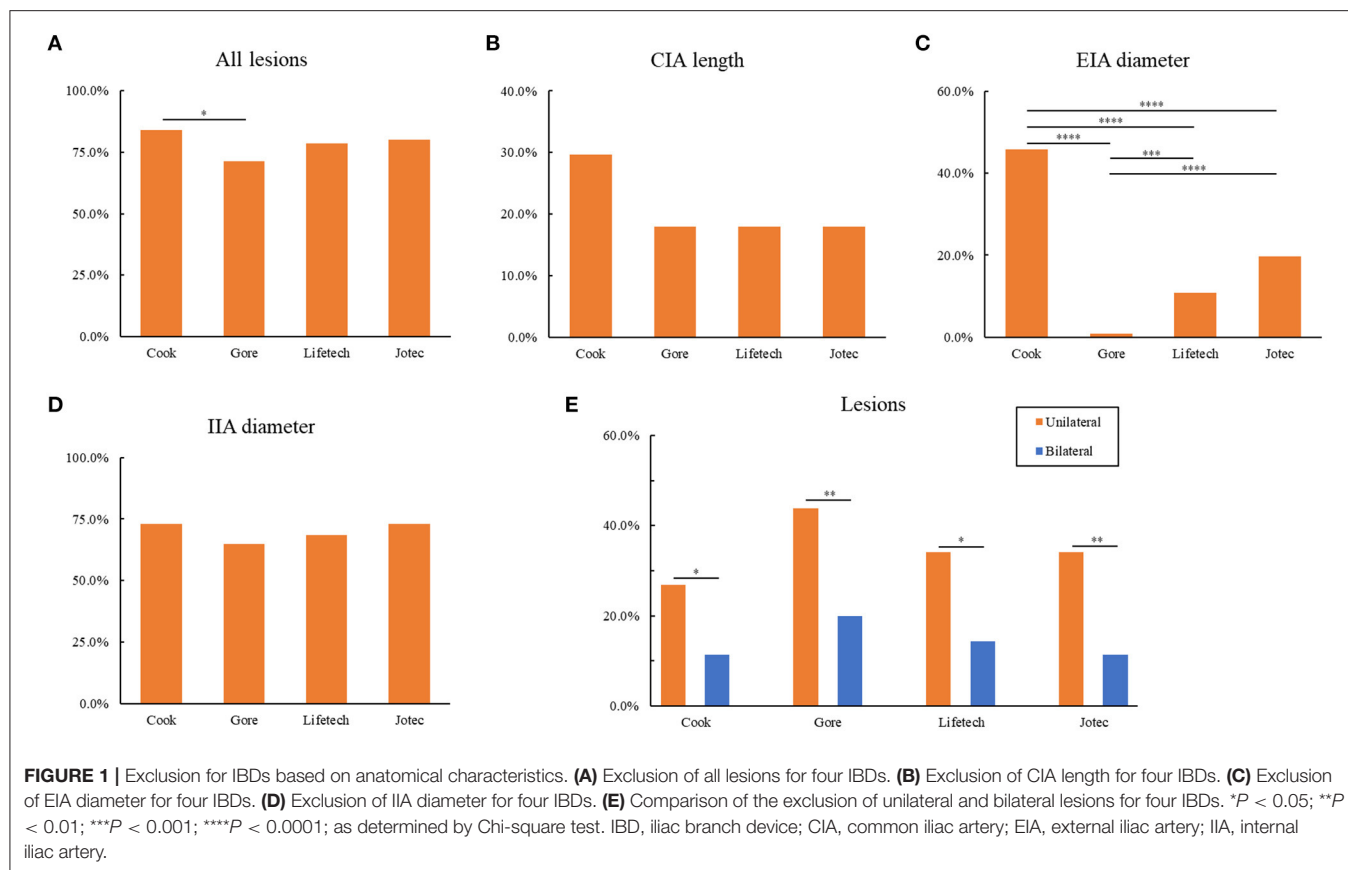 A
All lesions
100.0%
75.0%
50.0%
25.0%
0.0%
*
Cook Gore Lifetech Jotec
B
CIA length
40.0%
30.0%
20.0%
10.0%
0.0%
Cook Gore Lifetech Jotec
C
EIA diameter
60.0%
40.0%
20.0%
0.0%
****
****
****
***
****
Cook Gore Lifetech Jotec
D
IIA diameter
100.0%
75.0%
50.0%
25.0%
0.0%
Cook Gore Lifetech Jotec
E
Lesions
Unilateral
Bilateral
60.0%
40.0%
20.0%
0.0%
*
**
*
**
Cook Gore Lifetech Jotec
FIGURE 1 | Exclusion for IBDs based on anatomical characteristics. (A) Exclusion of all lesions for four IBDs. (B) Exclusion of CIA length for four IBDs. (C) Exclusion
of EIA diameter for four IBDs. (D) Exclusion of IIA diameter for four IBDs. (E) Comparison of the exclusion of unilateral and bilateral lesions for four IBDs. *P < 0.05; **P
< 0.01; ***P < 0.001; ****P < 0.0001; as determined by Chi-square test. IBD, iliac branch device; CIA, common iliac artery; EIA, external iliac artery; IIA, internal
iliac artery.